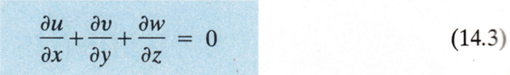 ∂u/∂x + ∂v/∂y + ∂w/∂z = 0 (14.3)